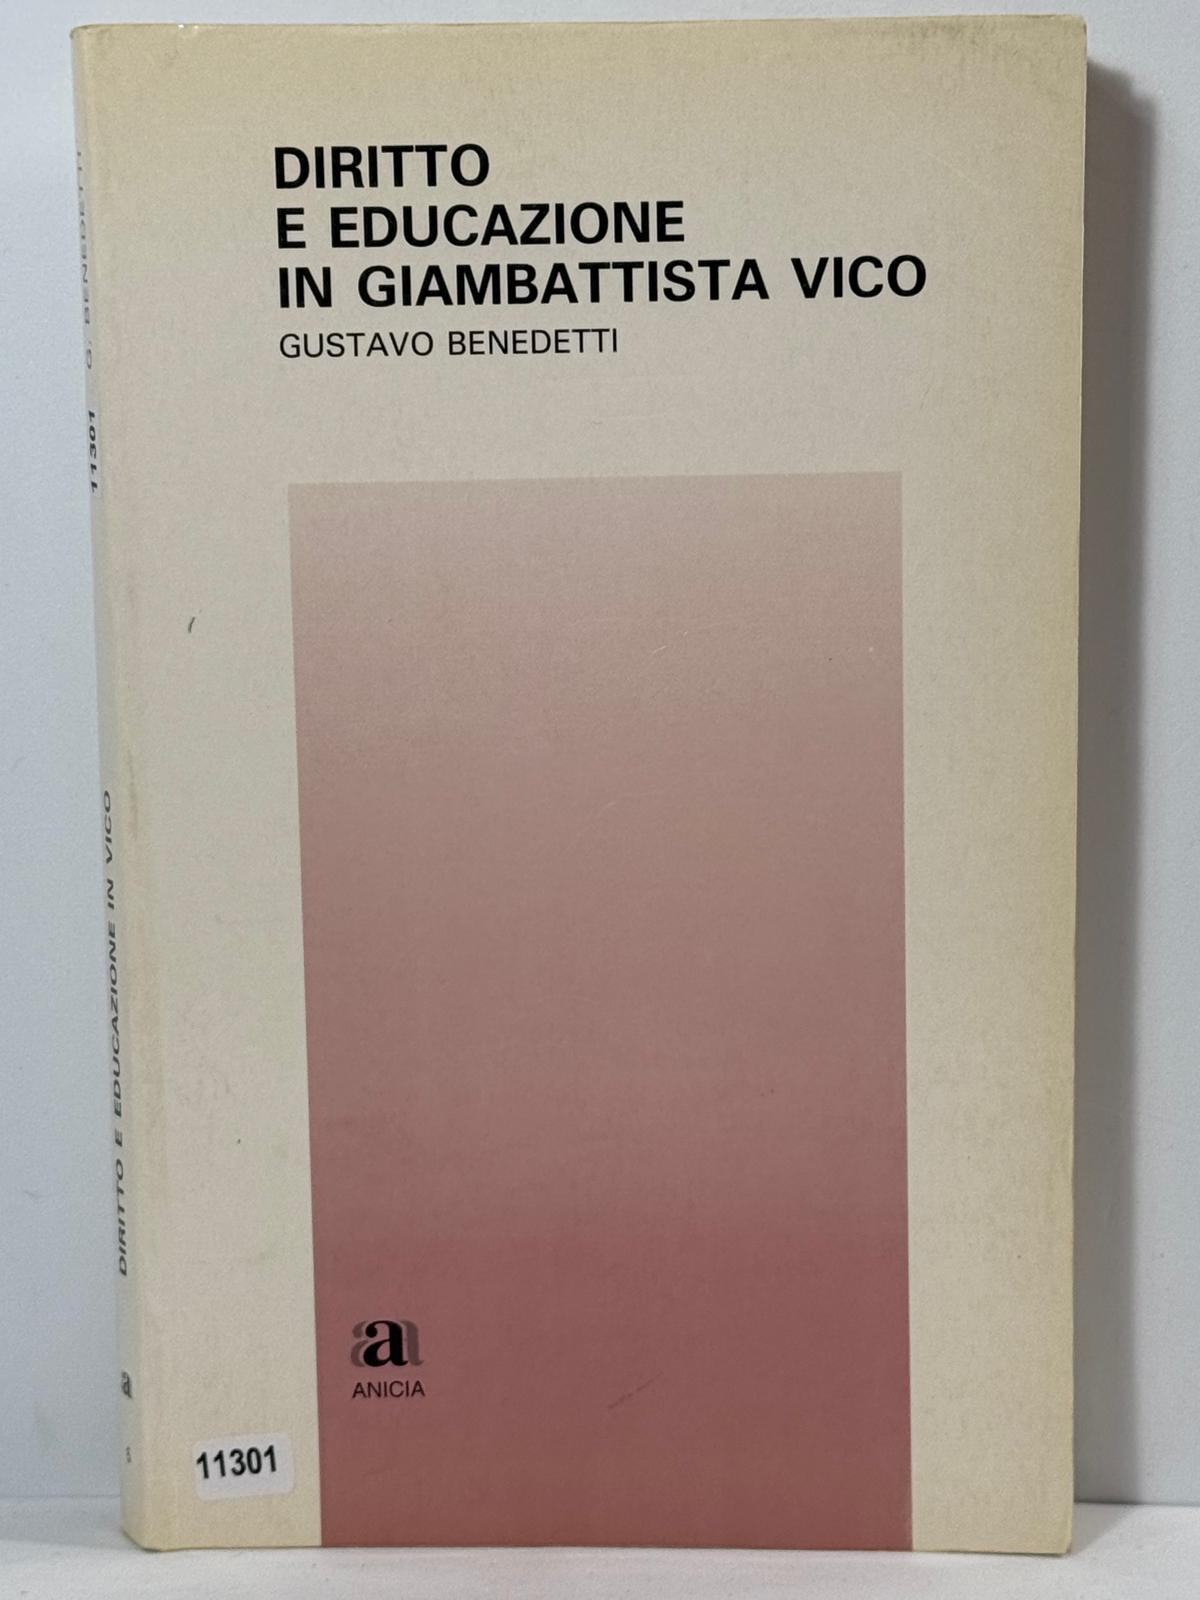 DIRITTO
E EDUCAZIONE
IN GIAMBATTISTA VICO
GUSTAVO BENEDETTI
a
ANICIA
11301
G. BENEDETTI
11301
DIRITTO E EDUCAZIONE IN VICO
a